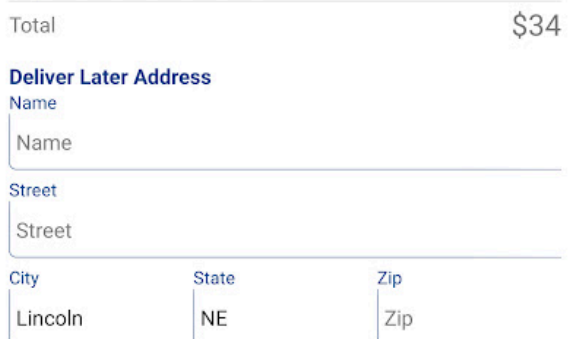 Total $34
Deliver Later Address
Name
Name
Street
Street
City State Zip
Lincoln NE Zip